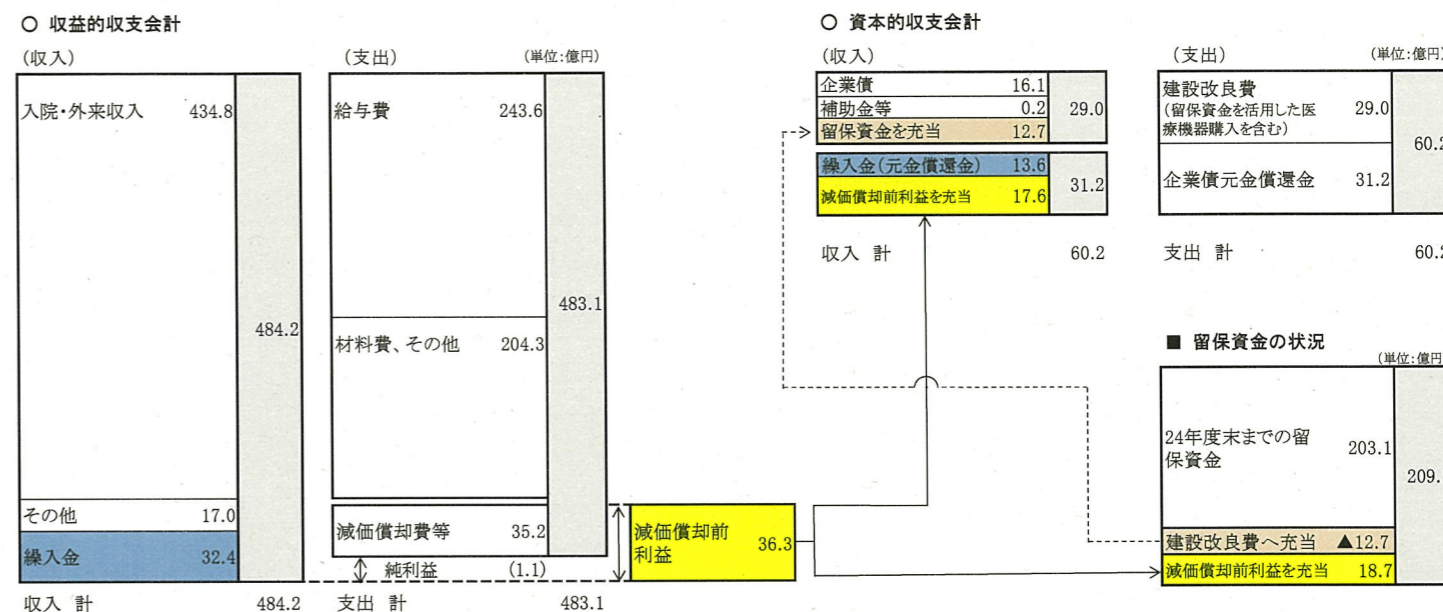 ○ 収益的収支会計
（収入）
入院・外来収入 434.8
484.2
その他 17.0
繰入金 32.4
収入 計 484.2
（支出） （単位：億円）
給与費 243.6
483.1
材料費、その他 204.3
減価償却費等 35.2
純利益 (1.1)
支出 計 483.1
減価償却前
利益 36.3
○ 資本的収支会計
（収入）
企業債 16.1
補助金等 0.2 29.0
留保資金を充当 12.7
繰入金（元金償還金） 13.6
31.2
減価償却前利益を充当 17.6
収入 計 60.2
（支出） （単位：億円）
建設改良費
（留保資金を活用した医 29.0
療機器購入を含む）
60.2
企業債元金償還金 31.2
支出 計 60.2
■ 留保資金の状況
（単位：億円
24年度末までの留
保資金 203.1
209.
建設改良費へ充当 ▲12.7
減価償却前利益を充当 18.7